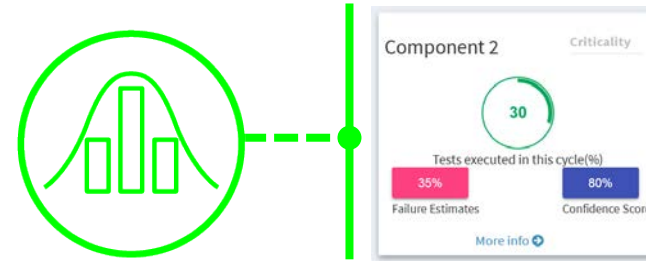 Component 2
Criticality
30
Tests executed in this cycle(%)
35%
80%
Failure Estimates
Confidence Scor
More info